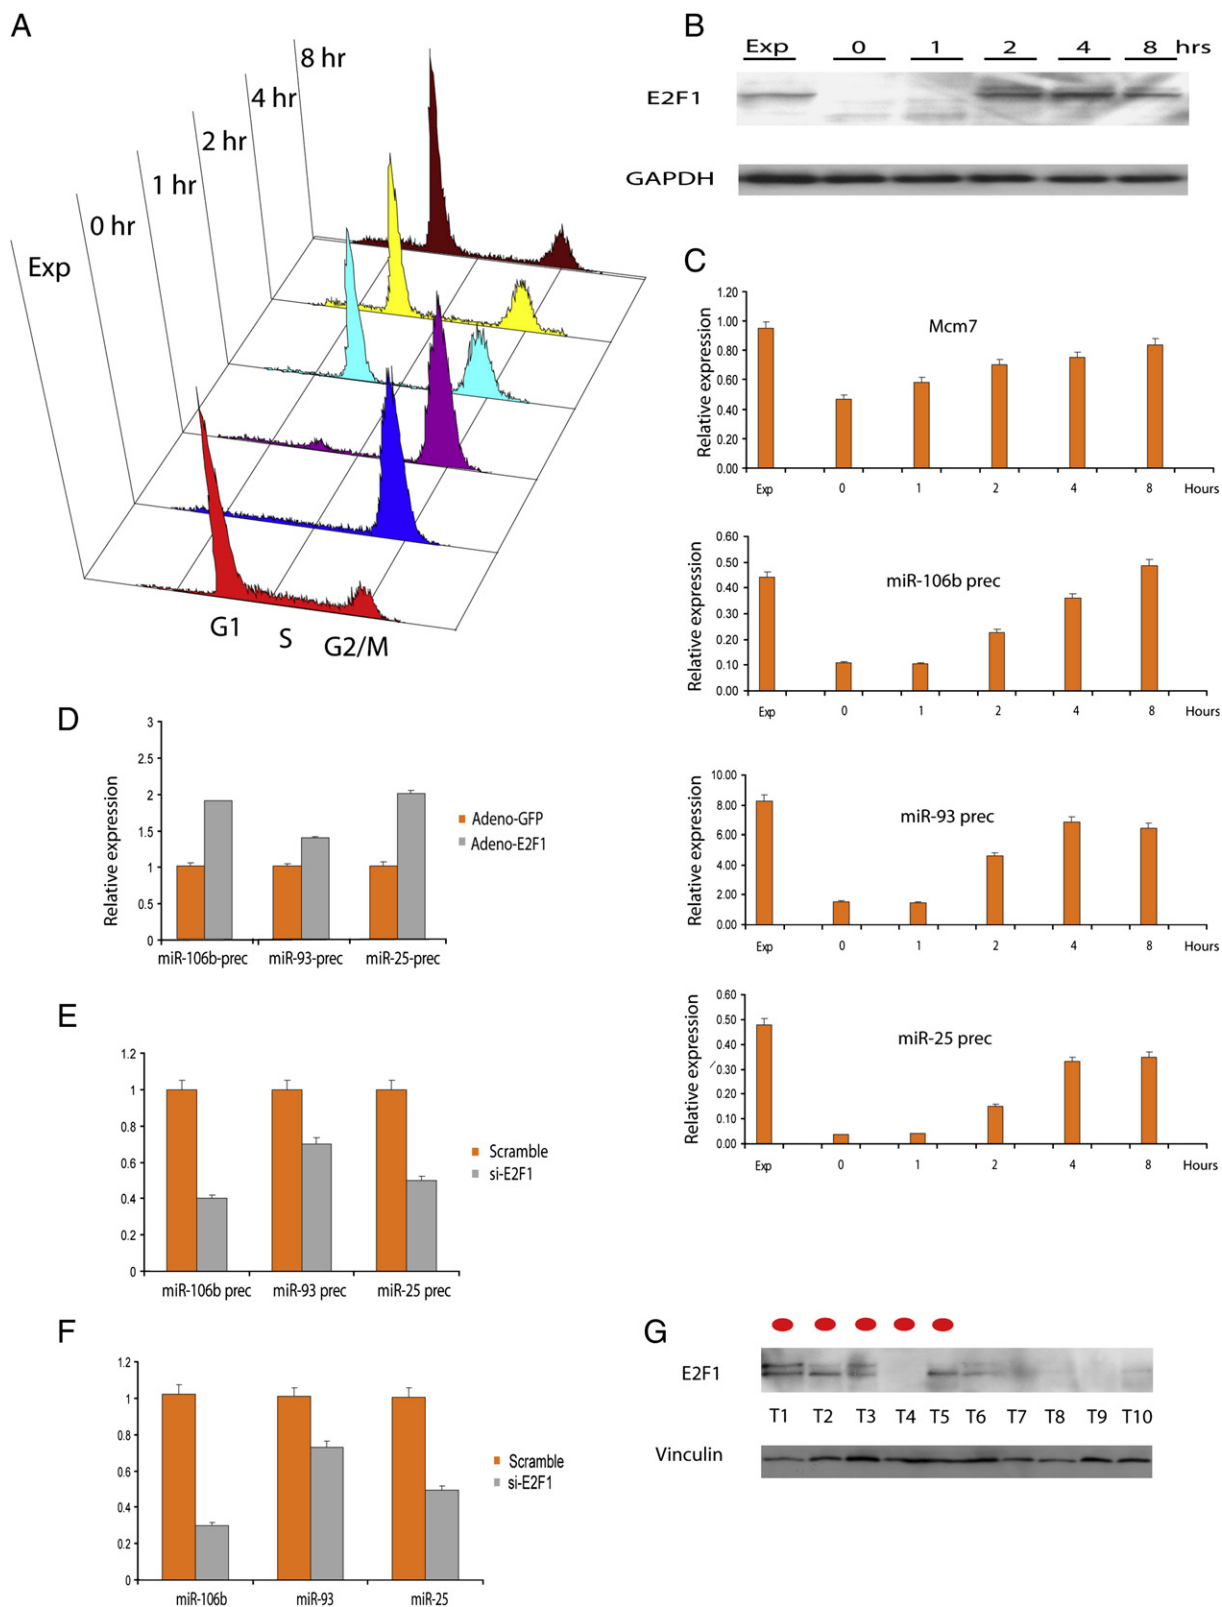 A
Exp
0 hr
1 hr
2 hr
4 hr
8 hr
G1
S
G2/M
B
Exp 0 1 2 4 8 hrs
E2F1
GAPDH
C
Relative expression
Mcm7
1.20
1.00
0.80
0.60
0.40
0.20
0.00
Exp 0 1 2 4 8 Hours
Relative expression
miR-106b prec
0.60
0.50
0.40
0.30
0.20
0.10
0.00
Exp 0 1 2 4 8 Hours
Relative expression
miR-93 prec
10.00
8.00
6.00
4.00
2.00
0.00
Exp 0 1 2 4 8 Hours
Relative expression
miR-25 prec
0.60
0.50
0.40
0.30
0.20
0.10
0.00
Exp 0 1 2 4 8 Hours
D
Relative expression
3
2.5
2
1.5
1
0.5
0
miR-106b-prec miR-93-prec miR-25-prec
Adeno-GFP
Adeno-E2F1
E
1.2
1
0.8
0.6
0.4
0.2
0
miR-106b prec miR-93 prec miR-25 prec
Scramble
si-E2F1
F
1.2
1
0.8
0.6
0.4
0.2
0
miR-106b miR-93 miR-25
Scramble
si-E2F1
G
E2F1
T1 T2 T3 T4 T5 T6 T7 T8 T9 T10
Vinculin